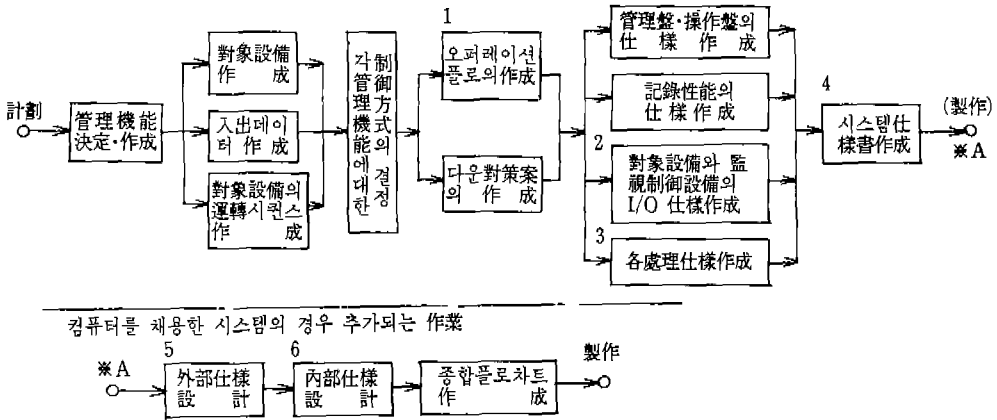 計劃
管理機能
決定·作成
對象設備
作成
入出데이
터 作成
對象設備의
運轉시퀀스
作成
各管理機能에대한
制御方式의 결정
1
오퍼레이션
플로의作成
다운對策案
의 作成
管理盤·操作盤의
仕様作成
記錄性能의
仕様作成
2
對象設備와 監
視制御設備의
I/O 仕様作成
3
各處理仕様作成
4
시스템仕
様書作成
(製作)
※A
컴퓨터를 채용한 시스템의 경우 추가되는 作業
※A
5
外部仕様
設計
6
內部仕様
設計
종합플로차트
作成
製作